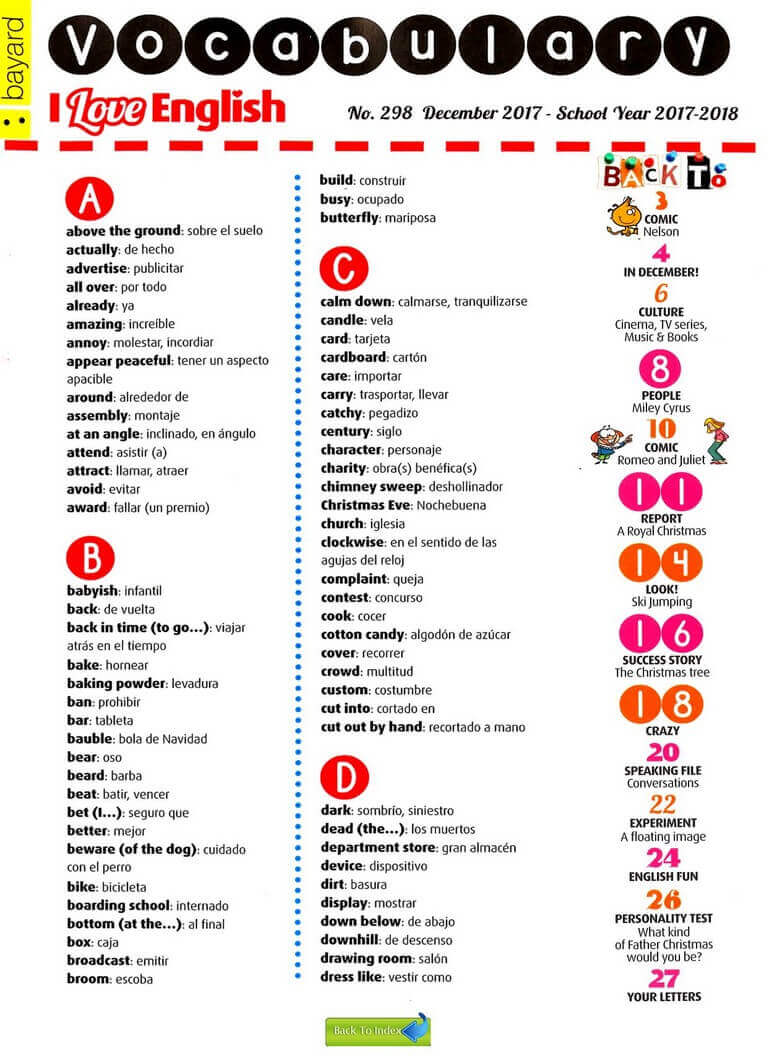 bayard
Vocabulary
I Love English
No. 298 December 2017 - School Year 2017-2018
A
above the ground: sobre el suelo
actually: de hecho
advertise: publicitar
all over: por todo
already: ya
amazing: increíble
annoy: molestar, incordiar
appear peaceful: tener un aspecto
apacible
around: alrededor de
assembly: montaje
at an angle: inclinado, en ángulo
attend: asistir (a)
attract: llamar, atraer
avoid: evitar
award: fallar (un premio)
B
babyish: infantil
back: de vuelta
back in time (to go...): viajar
atrás en el tiempo
bake: hornear
baking powder: levadura
ban: prohibir
bar: tableta
bauble: bola de Navidad
bear: oso
beard: barba
beat: batir, vencer
bet (I...): seguro que
better: mejor
beware (of the dog): cuidado
con el perro
bike: bicicleta
boarding school: internado
bottom (at the...): al final
box: caja
broadcast: emitir
broom: escoba
build: construir
busy: ocupado
butterfly: mariposa
C
calm down: calmarse, tranquilizarse
candle: vela
card: tarjeta
cardboard: cartón
care: importar
carry: trasportar, llevar
catchy: pegadizo
century: siglo
character: personaje
charity: obra(s) benéfica(s)
chimney sweep: deshollinador
Christmas Eve: Nochebuena
church: iglesia
clockwise: en el sentido de las
agujas del reloj
complaint: queja
contest: concurso
cook: cocer
cotton candy: algodón de azúcar
cover: recorrer
crowd: multitud
custom: costumbre
cut into: cortado en
cut out by hand: recortado a mano
D
dark: sombrío, siniestro
dead (the...): los muertos
department store: gran almacén
device: dispositivo
dirt: basura
display: mostrar
down below: de abajo
downhill: de descenso
drawing room: salón
dress like: vestir como
BACK To
3
COMIC
Nelson
4
IN DECEMBER!
6
CULTURE
Cinema, TV series,
Music & Books
8
PEOPLE
Miley Cyrus
10
COMIC
Romeo and Juliet
11
REPORT
A Royal Christmas
14
LOOK!
Ski Jumping
16
SUCCESS STORY
The Christmas tree
18
CRAZY
20
SPEAKING FILE
Conversations
22
EXPERIMENT
A floating image
24
ENGLISH FUN
26
PERSONALITY TEST
What kind
of Father Christmas
would you be?
27
YOUR LETTERS
Back To Index